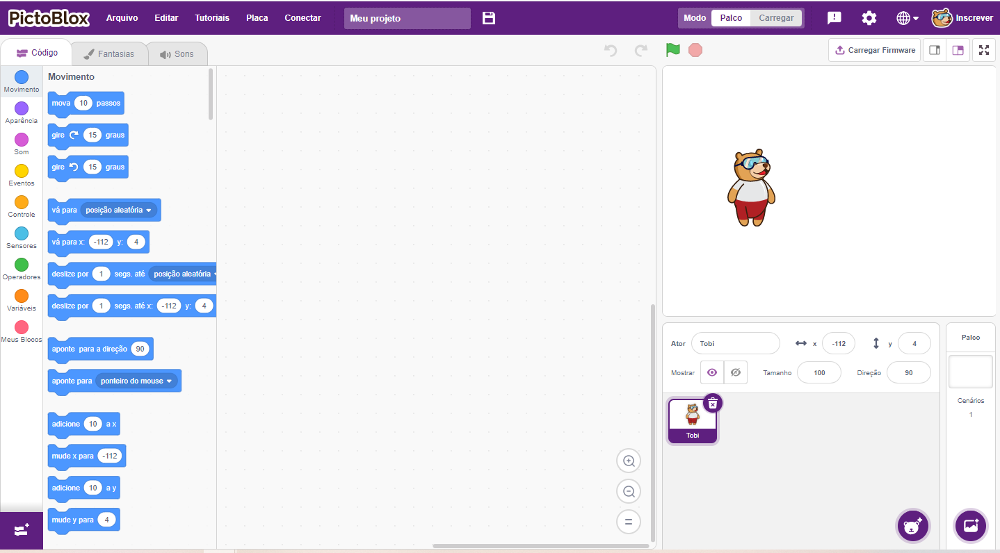 PictoBlox Arquivo Editar Tutoriais Placa Conectar Meu projeto Modo Palco Carregar Inscrever
Código Fantasias Sons Carregar Firmware
Movimento
Aparência
Som
Eventos
Controle
Sensores
Operadores
Variáveis
Meus Blocos
Movimento
mova 10 passos
gire 15 graus
gire 15 graus
vá para posição aleatória
vá para x: -112 y: 4
deslize por 1 segs. até posição aleatória
deslize por 1 segs. até x: -112 y: 4
aponte para a direção 90
aponte para ponteiro do mouse
adicione 10 a x
mude x para -112
adicione 10 a y
mude y para 4
Ator Tobi x -112 y 4
Mostrar Tamanho 100 Direção 90
Tobi
Palco
Cenários
1